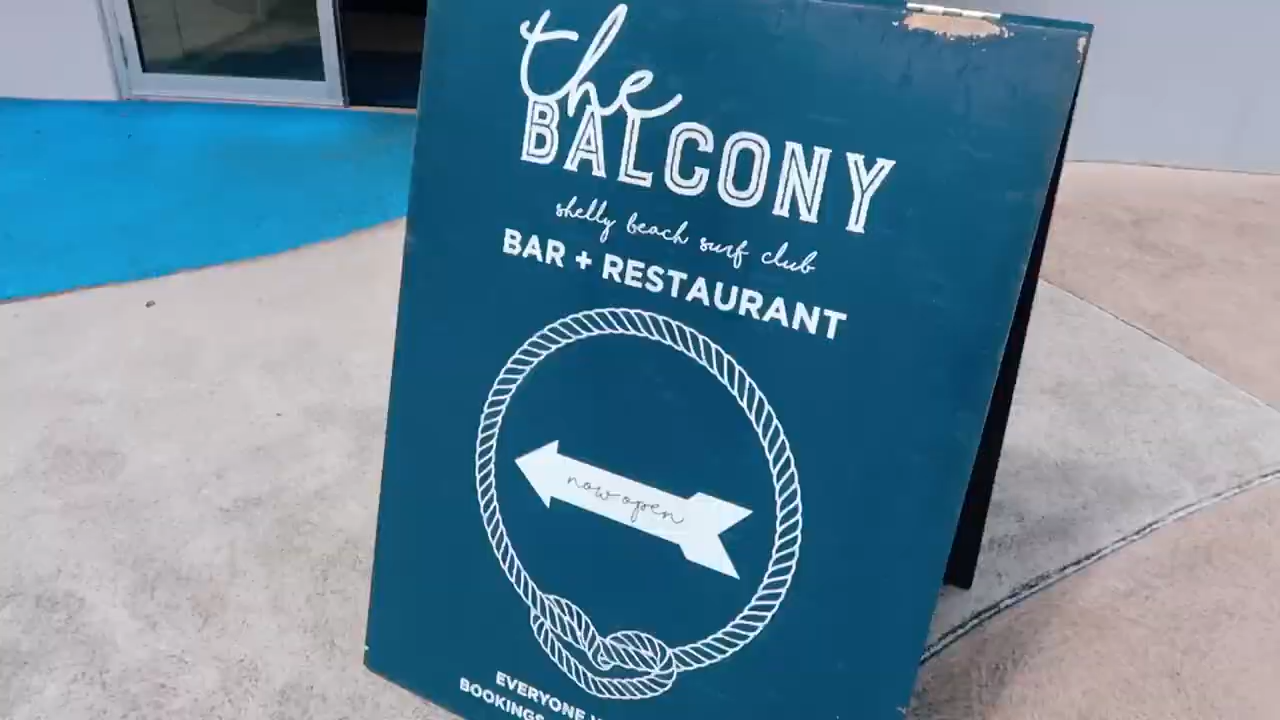 the
BALCONY
shelly beach surf club
BAR + RESTAURANT
now open
EVERYONE
BOOKINGS